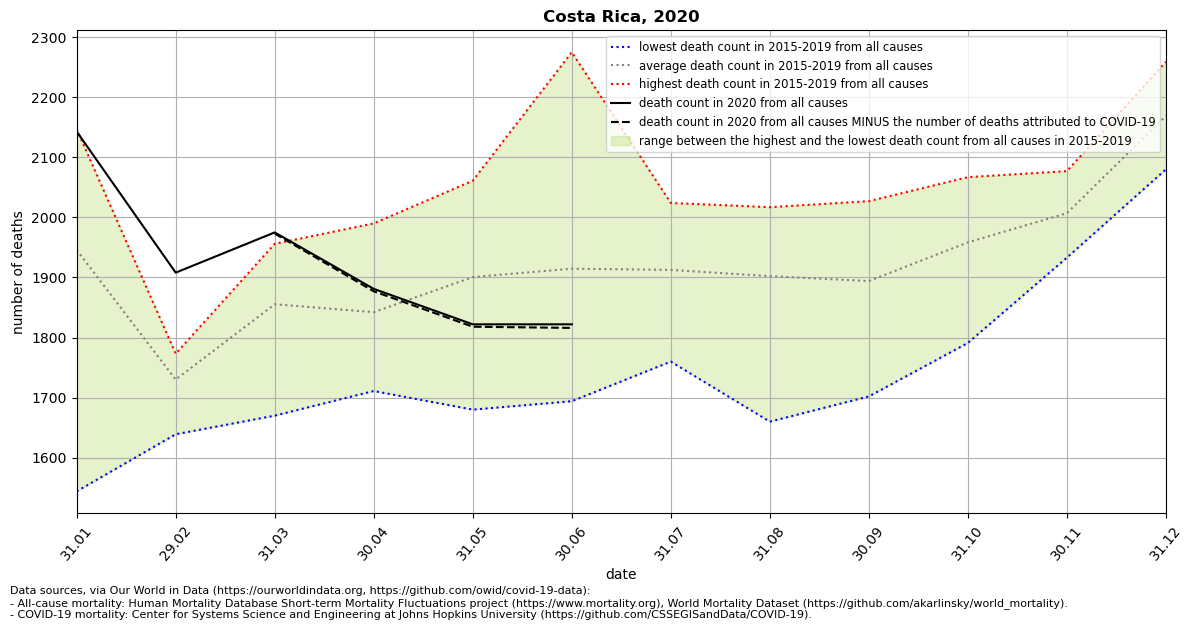 Costa Rica, 2020
lowest death count in 2015-2019 from all causes
average death count in 2015-2019 from all causes
highest death count in 2015-2019 from all causes
death count in 2020 from all causes
death count in 2020 from all causes MINUS the number of deaths attributed to COVID-19
range between the highest and the lowest death count from all causes in 2015-2019
number of deaths
2300
2200
2100
2000
1900
1800
1700
1600
31.01
29.02
31.03
30.04
31.05
30.06
31.07
31.08
30.09
31.10
30.11
31.12
date
Data sources, via Our World in Data (https://ourworldindata.org, https://github.com/owid/covid-19-data):
- All-cause mortality: Human Mortality Database Short-term Mortality Fluctuations project (https://www.mortality.org), World Mortality Dataset (https://github.com/akarlinsky/world_mortality).
- COVID-19 mortality: Center for Systems Science and Engineering at Johns Hopkins University (https://github.com/CSSEGISandData/COVID-19).